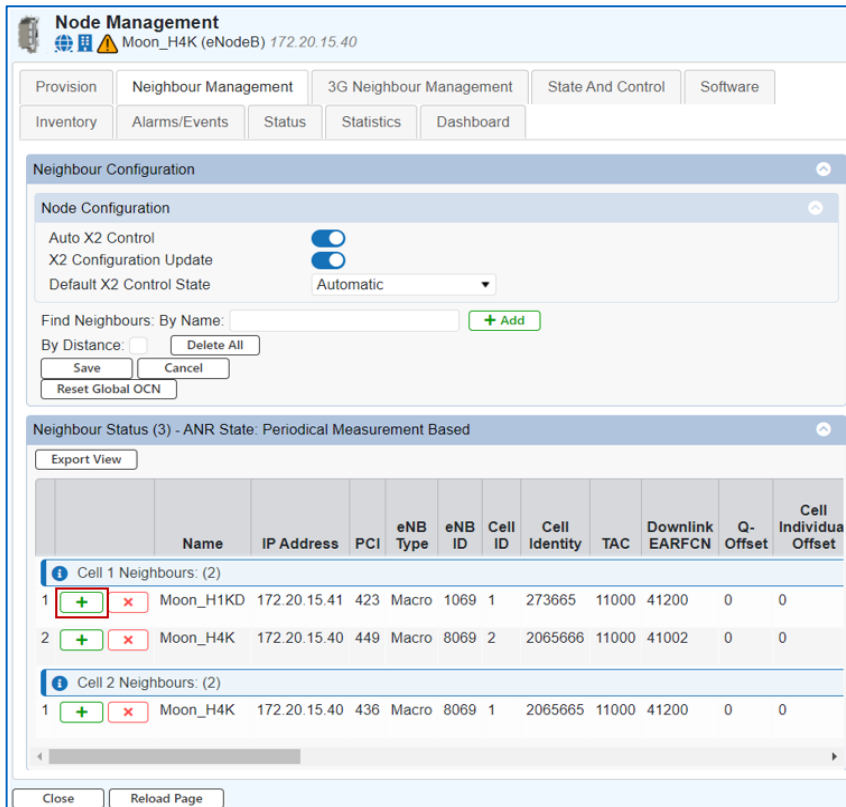 Node Management
Moon_H4K (eNodeB) 172.20.15.40
Provision Neighbour Management 3G Neighbour Management State And Control Software
Inventory Alarms/Events Status Statistics Dashboard
Neighbour Configuration
Node Configuration
Auto X2 Control
X2 Configuration Update
Default X2 Control State Automatic
Find Neighbours: By Name: + Add
By Distance: Delete All
Save Cancel
Reset Global OCN
Neighbour Status (3) - ANR State: Periodical Measurement Based
Export View
Name IP Address PCI eNB Type eNB ID Cell ID Cell Identity TAC Downlink EARFCN Q-Offset Cell Individua Offset
Cell 1 Neighbours: (2)
1 + × Moon_H1KD 172.20.15.41 423 Macro 1069 1 273665 11000 41200 0 0
2 + × Moon_H4K 172.20.15.40 449 Macro 8069 2 2065666 11000 41002 0 0
Cell 2 Neighbours: (2)
1 + × Moon_H4K 172.20.15.40 436 Macro 8069 1 2065665 11000 41200 0 0
Close Reload Page